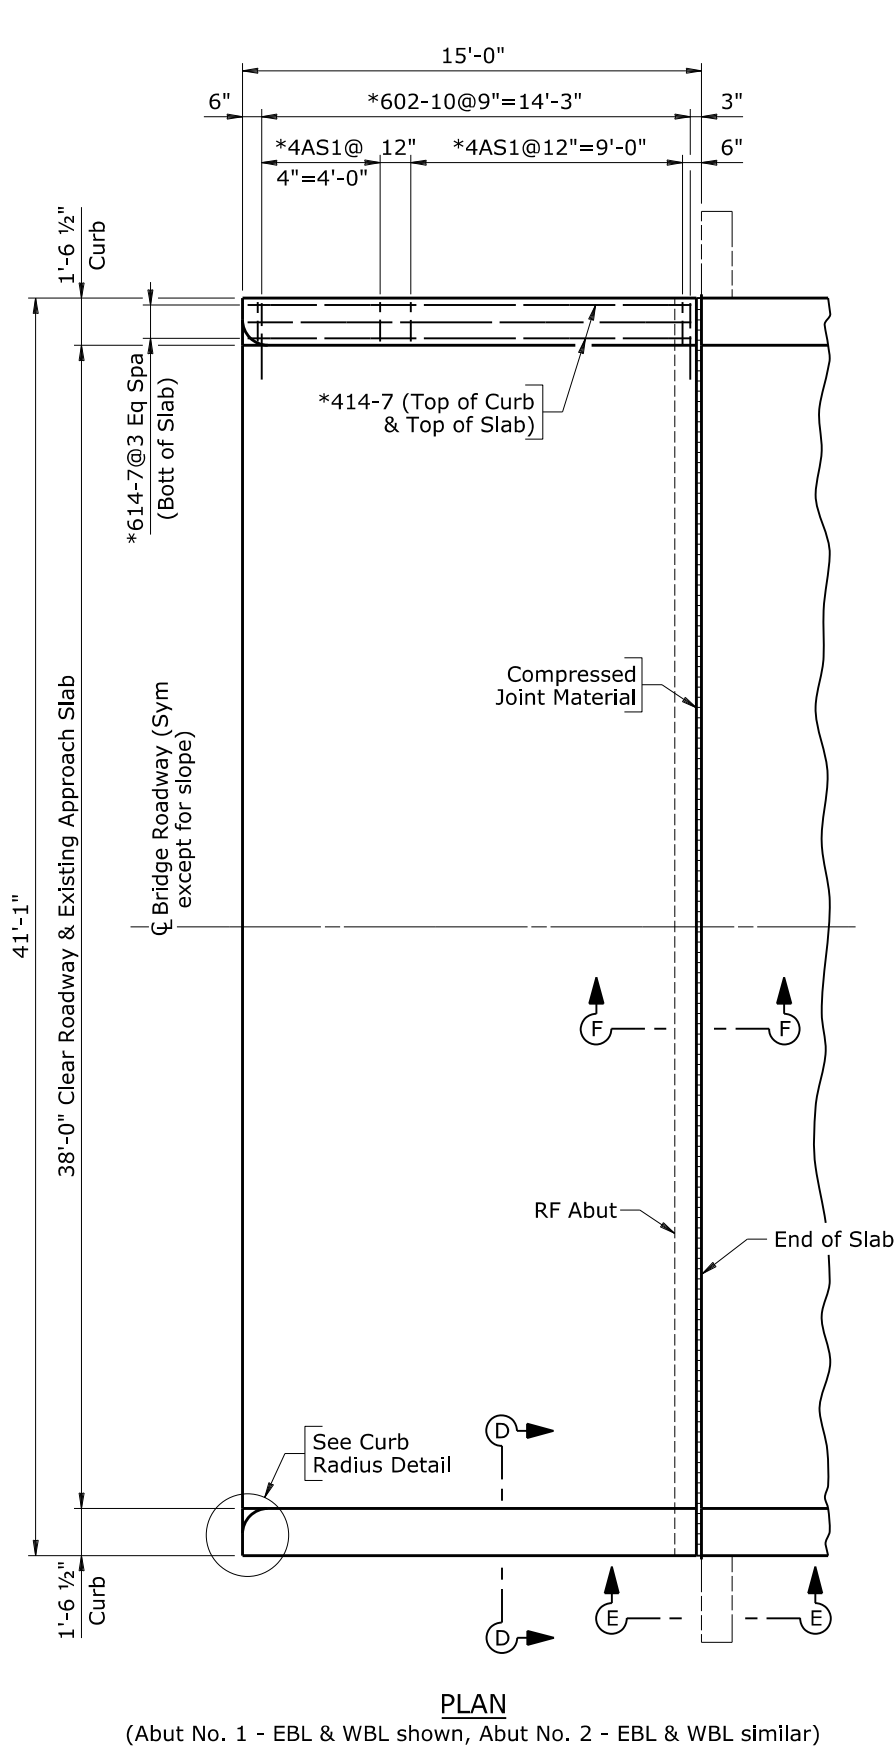 15'-0"
6"
*602-10@9"=14'-3"
3"
*4AS1@
4"=4'-0"
12"
*4AS1@12"=9'-0"
6"
1'-6 ½"
Curb
*614-7@3 Eq Spa
(Bott of Slab)
*414-7 (Top of Curb
& Top of Slab)
Compressed
Joint Material
℄ Bridge Roadway (Sym
except for slope)
38'-0" Clear Roadway & Existing Approach Slab
41'-1"
F
F
RF Abut
End of Slab
See Curb
Radius Detail
D
D
E
E
1'-6 ½"
Curb
PLAN
(Abut No. 1 - EBL & WBL shown, Abut No. 2 - EBL & WBL similar)